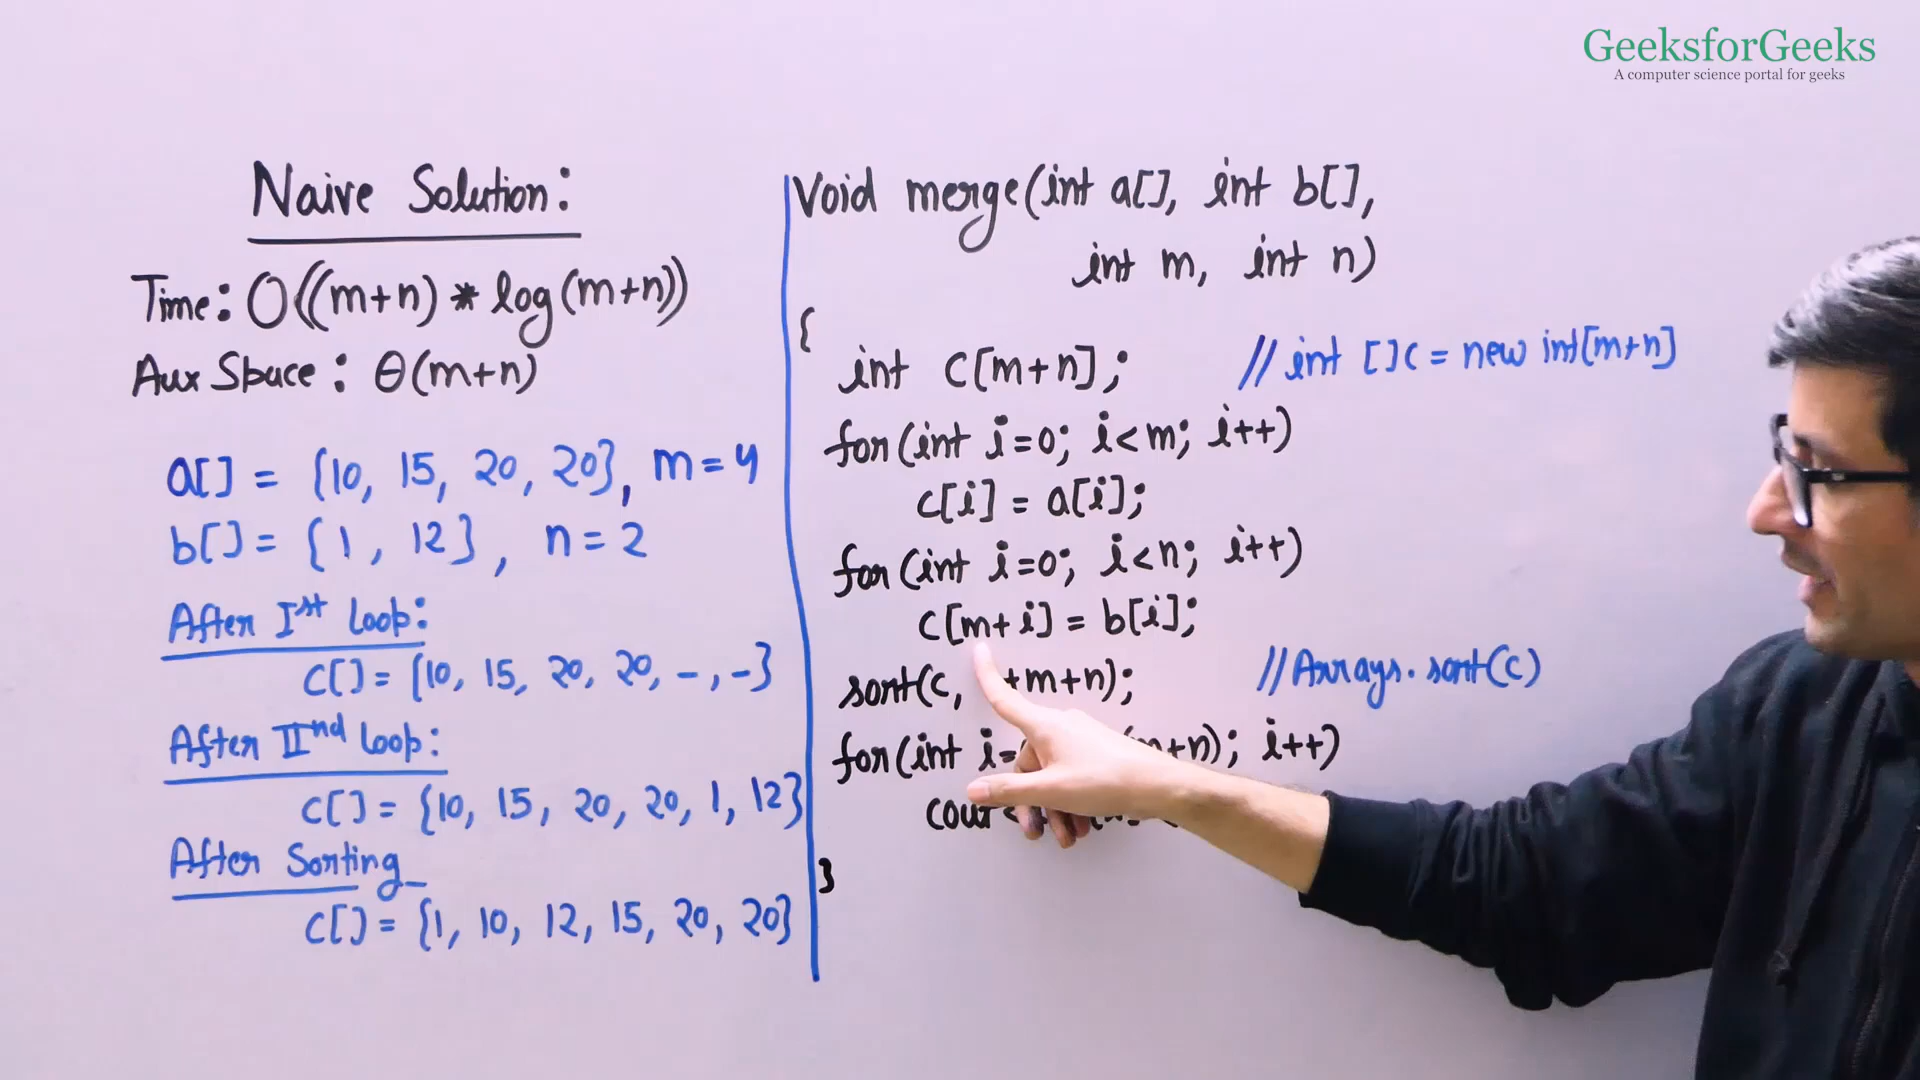 GeeksforGeeks
A computer science portal for geeks
Naive Solution:
Time: O((m+n) * log(m+n))
Aux Space: θ(m+n)
a[] = {10, 15, 20, 20}, m=4
b[] = {1, 12}, n=2
After Ist loop:
c[] = {10, 15, 20, 20, -, -}
After IInd loop:
c[] = {10, 15, 20, 20, 1, 12}
After Sorting
c[] = {1, 10, 12, 15, 20, 20}
Void merge(int a[], int b[],
int m, int n)
{
int c[m+n]; // int []c = new int[m+n]
for(int i=0; i<m; i++)
c[i] = a[i];
for(int i=0; i<n; i++)
c[m+i] = b[i];
sort(c, +m+n); //Arrays.sort(c)
for(int i= m+n); i++)
cout
}